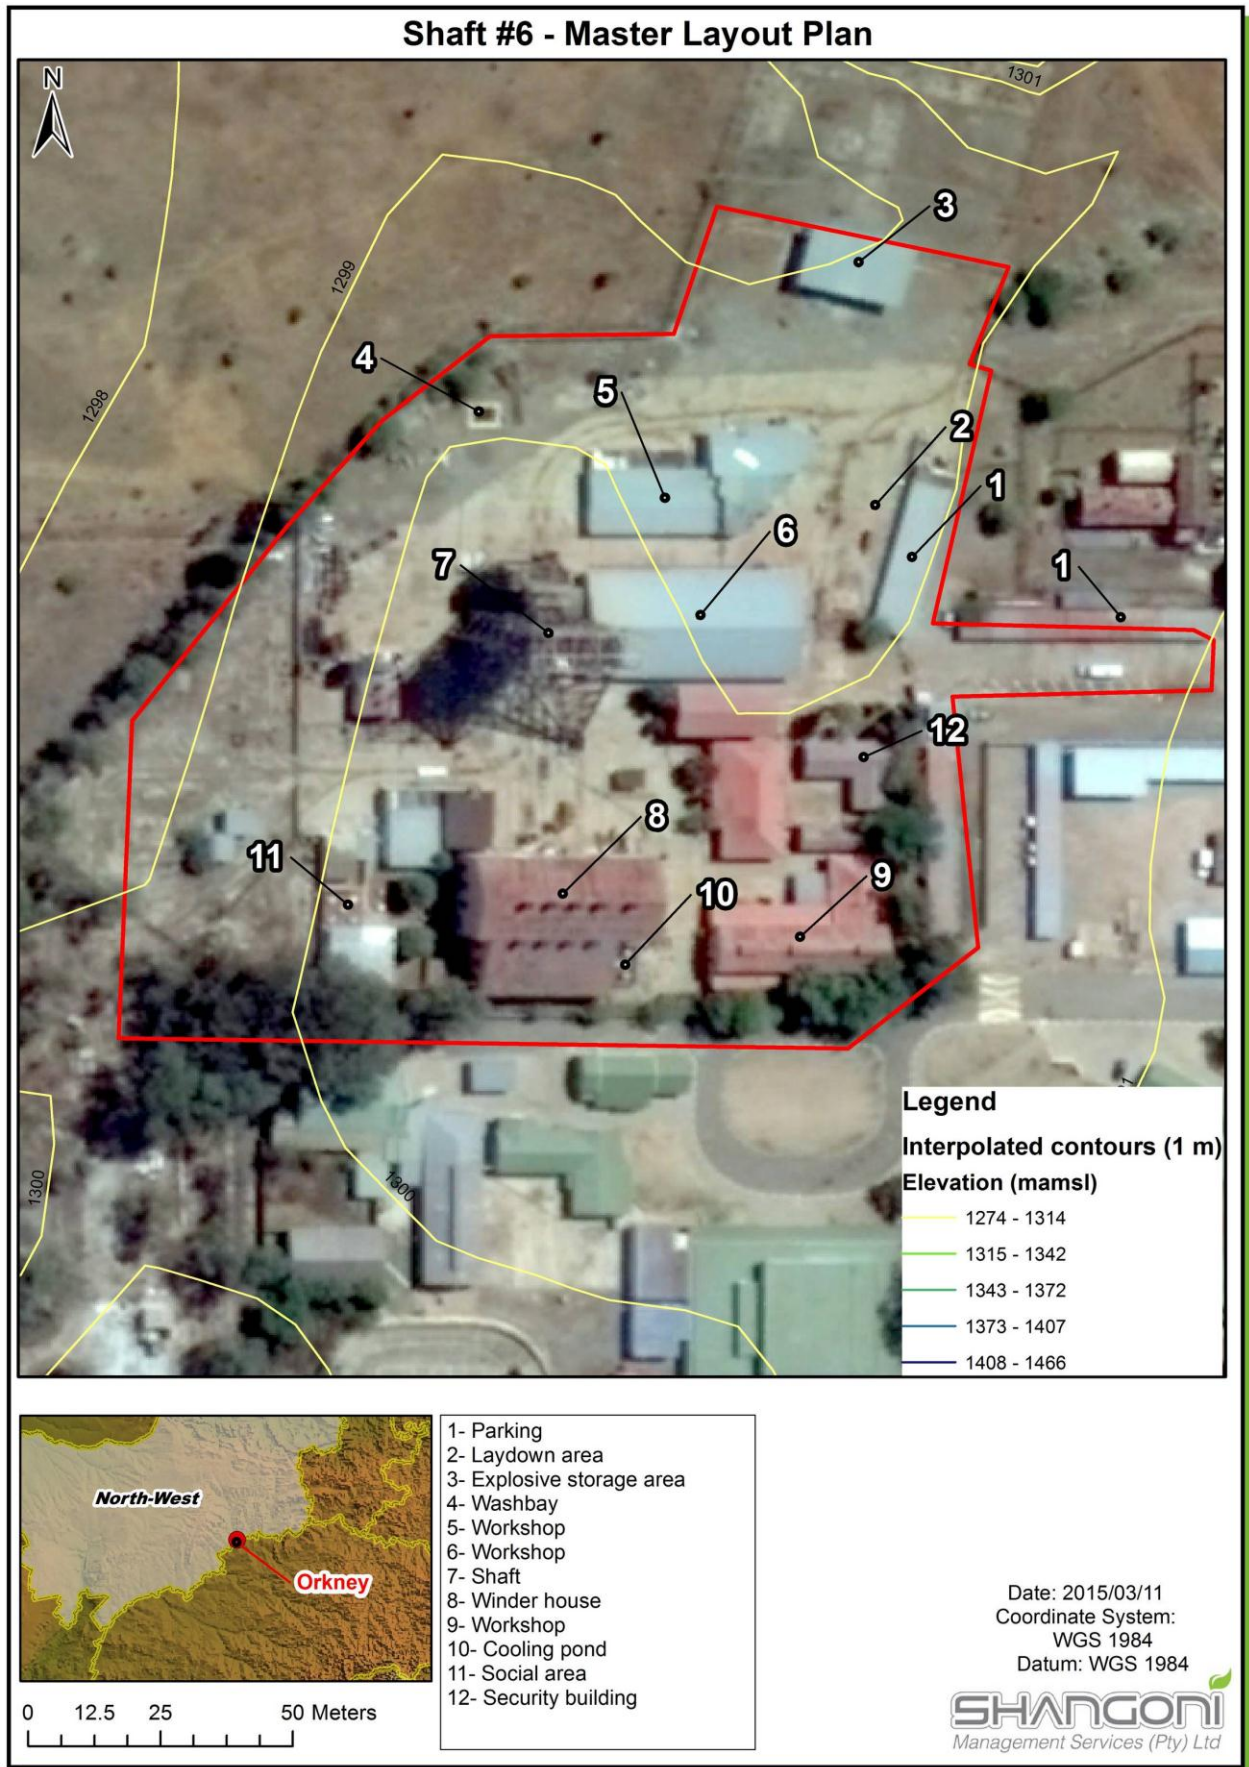 Shaft #6 - Master Layout Plan
N
1301
3
1299
4
1298
5
2
1
6
7
1
12
8
11
9
10
1300
1300
Legend
Interpolated contours (1 m)
Elevation (mamsl)
1274 - 1314
1315 - 1342
1343 - 1372
1373 - 1407
1408 - 1466
North-West
Orkney
0 12.5 25 50 Meters
1- Parking
2- Laydown area
3- Explosive storage area
4- Washbay
5- Workshop
6- Workshop
7- Shaft
8- Winder house
9- Workshop
10- Cooling pond
11- Social area
12- Security building
Date: 2015/03/11
Coordinate System:
WGS 1984
Datum: WGS 1984
SHANGONI
Management Services (Pty) Ltd